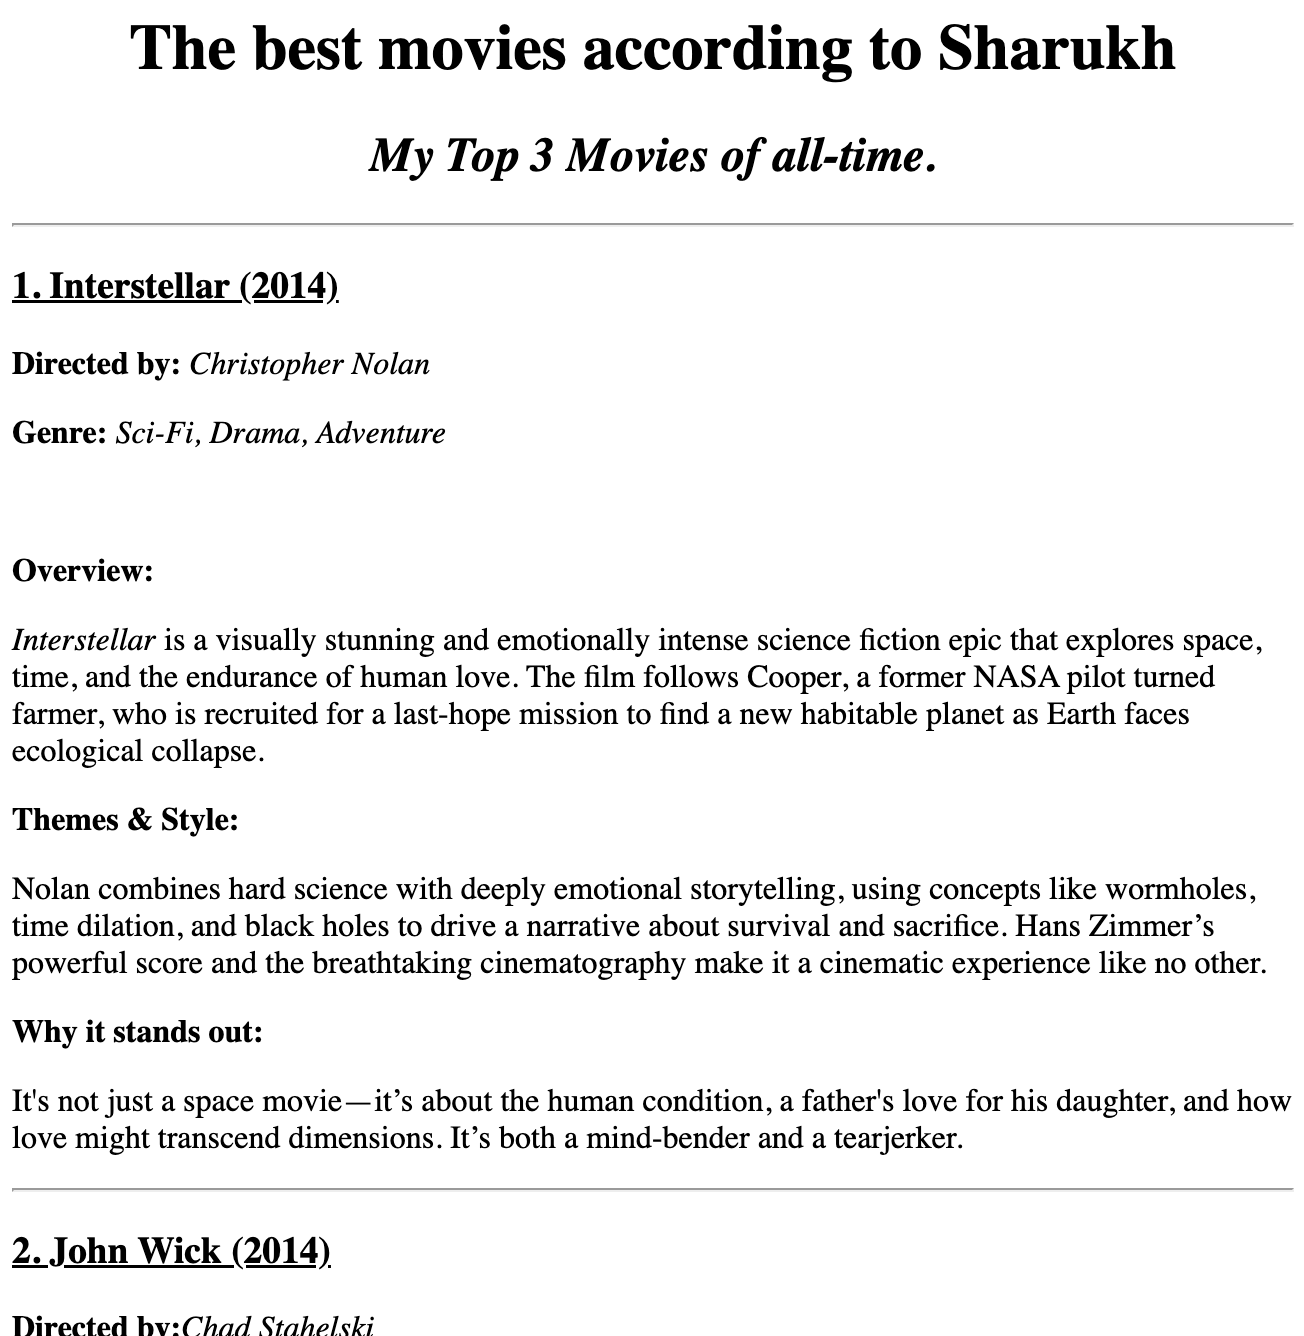 The best movies according to Sharukh
My Top 3 Movies of all-time.
1. Interstellar (2014)
Directed by: Christopher Nolan
Genre: Sci-Fi, Drama, Adventure
Overview:
Interstellar is a visually stunning and emotionally intense science fiction epic that explores space,
time, and the endurance of human love. The film follows Cooper, a former NASA pilot turned
farmer, who is recruited for a last-hope mission to find a new habitable planet as Earth faces
ecological collapse.
Themes & Style:
Nolan combines hard science with deeply emotional storytelling, using concepts like wormholes,
time dilation, and black holes to drive a narrative about survival and sacrifice. Hans Zimmer’s
powerful score and the breathtaking cinematography make it a cinematic experience like no other.
Why it stands out:
It's not just a space movie—it’s about the human condition, a father's love for his daughter, and how
love might transcend dimensions. It’s both a mind-bender and a tearjerker.
2. John Wick (2014)
Directed by:Chad Stahelski